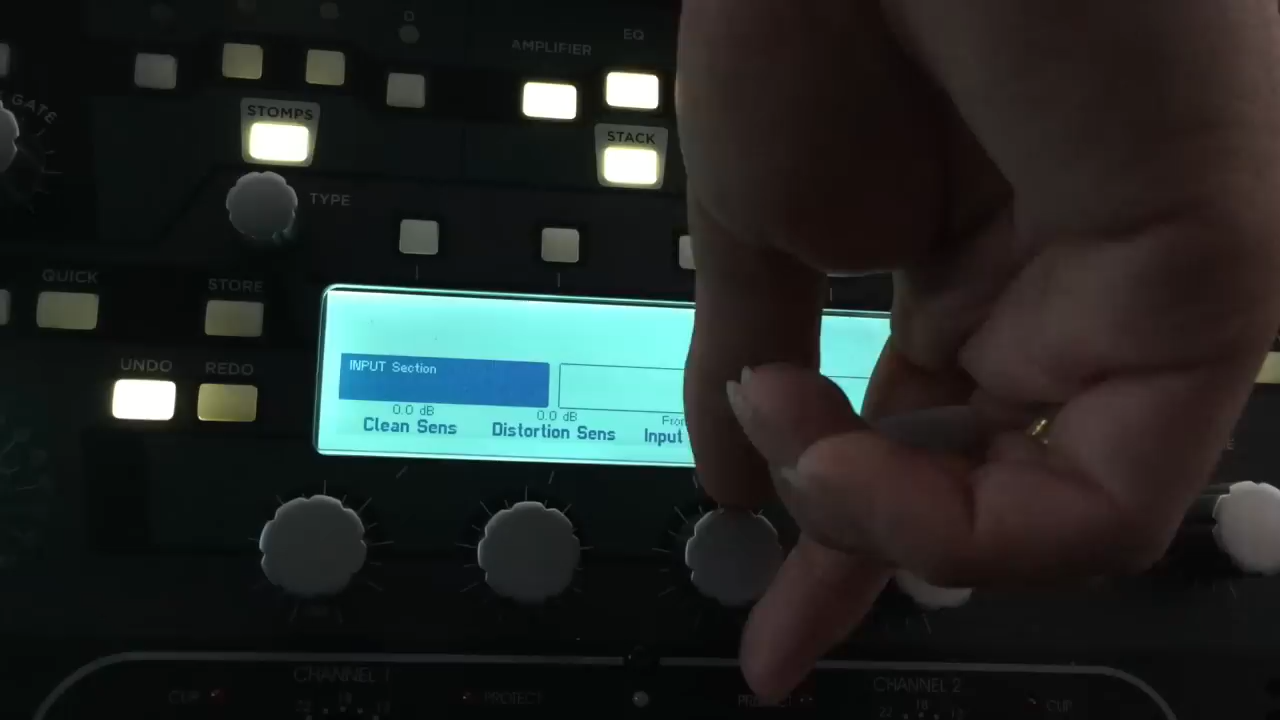 GATE
AMPLIFIER
EQ
STOMPS
STACK
TYPE
QUICK
STORE
UNDO
REDO
INPUT Section
0.0 dB
0.0 dB
Clean Sens
Distortion Sens
Input
CHANNEL 1
CLIP
PROTECT
CHANNEL 2
CLIP